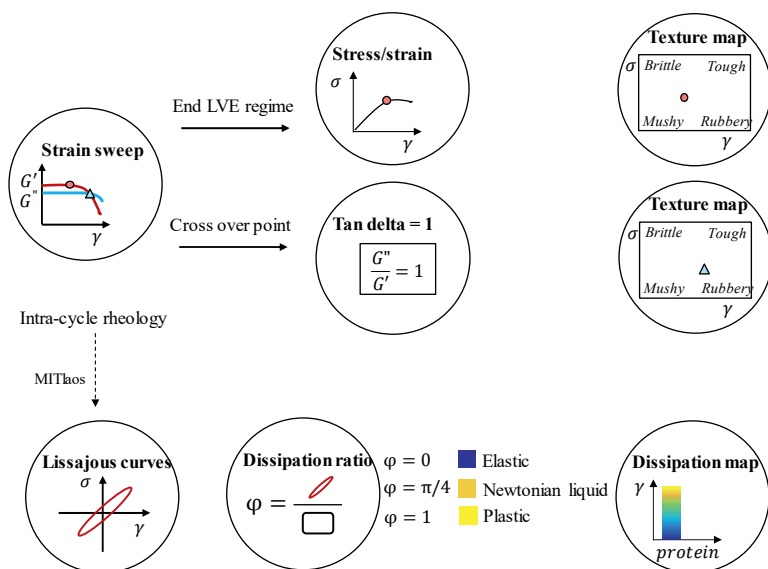 Stress/strain
σ
γ
End LVE regime
Texture map
σ Brittle Tough
Mushy Rubbery
γ
Strain sweep
G′
G"
γ
Cross over point
Tan delta = 1
G"
G′
= 1
Texture map
σ Brittle Tough
Mushy Rubbery
γ
Intra-cycle rheology
MITlaos
Lissajous curves
σ
γ
Dissipation ratio
φ =
φ = 0 Elastic
φ = π/4 Newtonian liquid
φ = 1 Plastic
Dissipation map
γ
protein